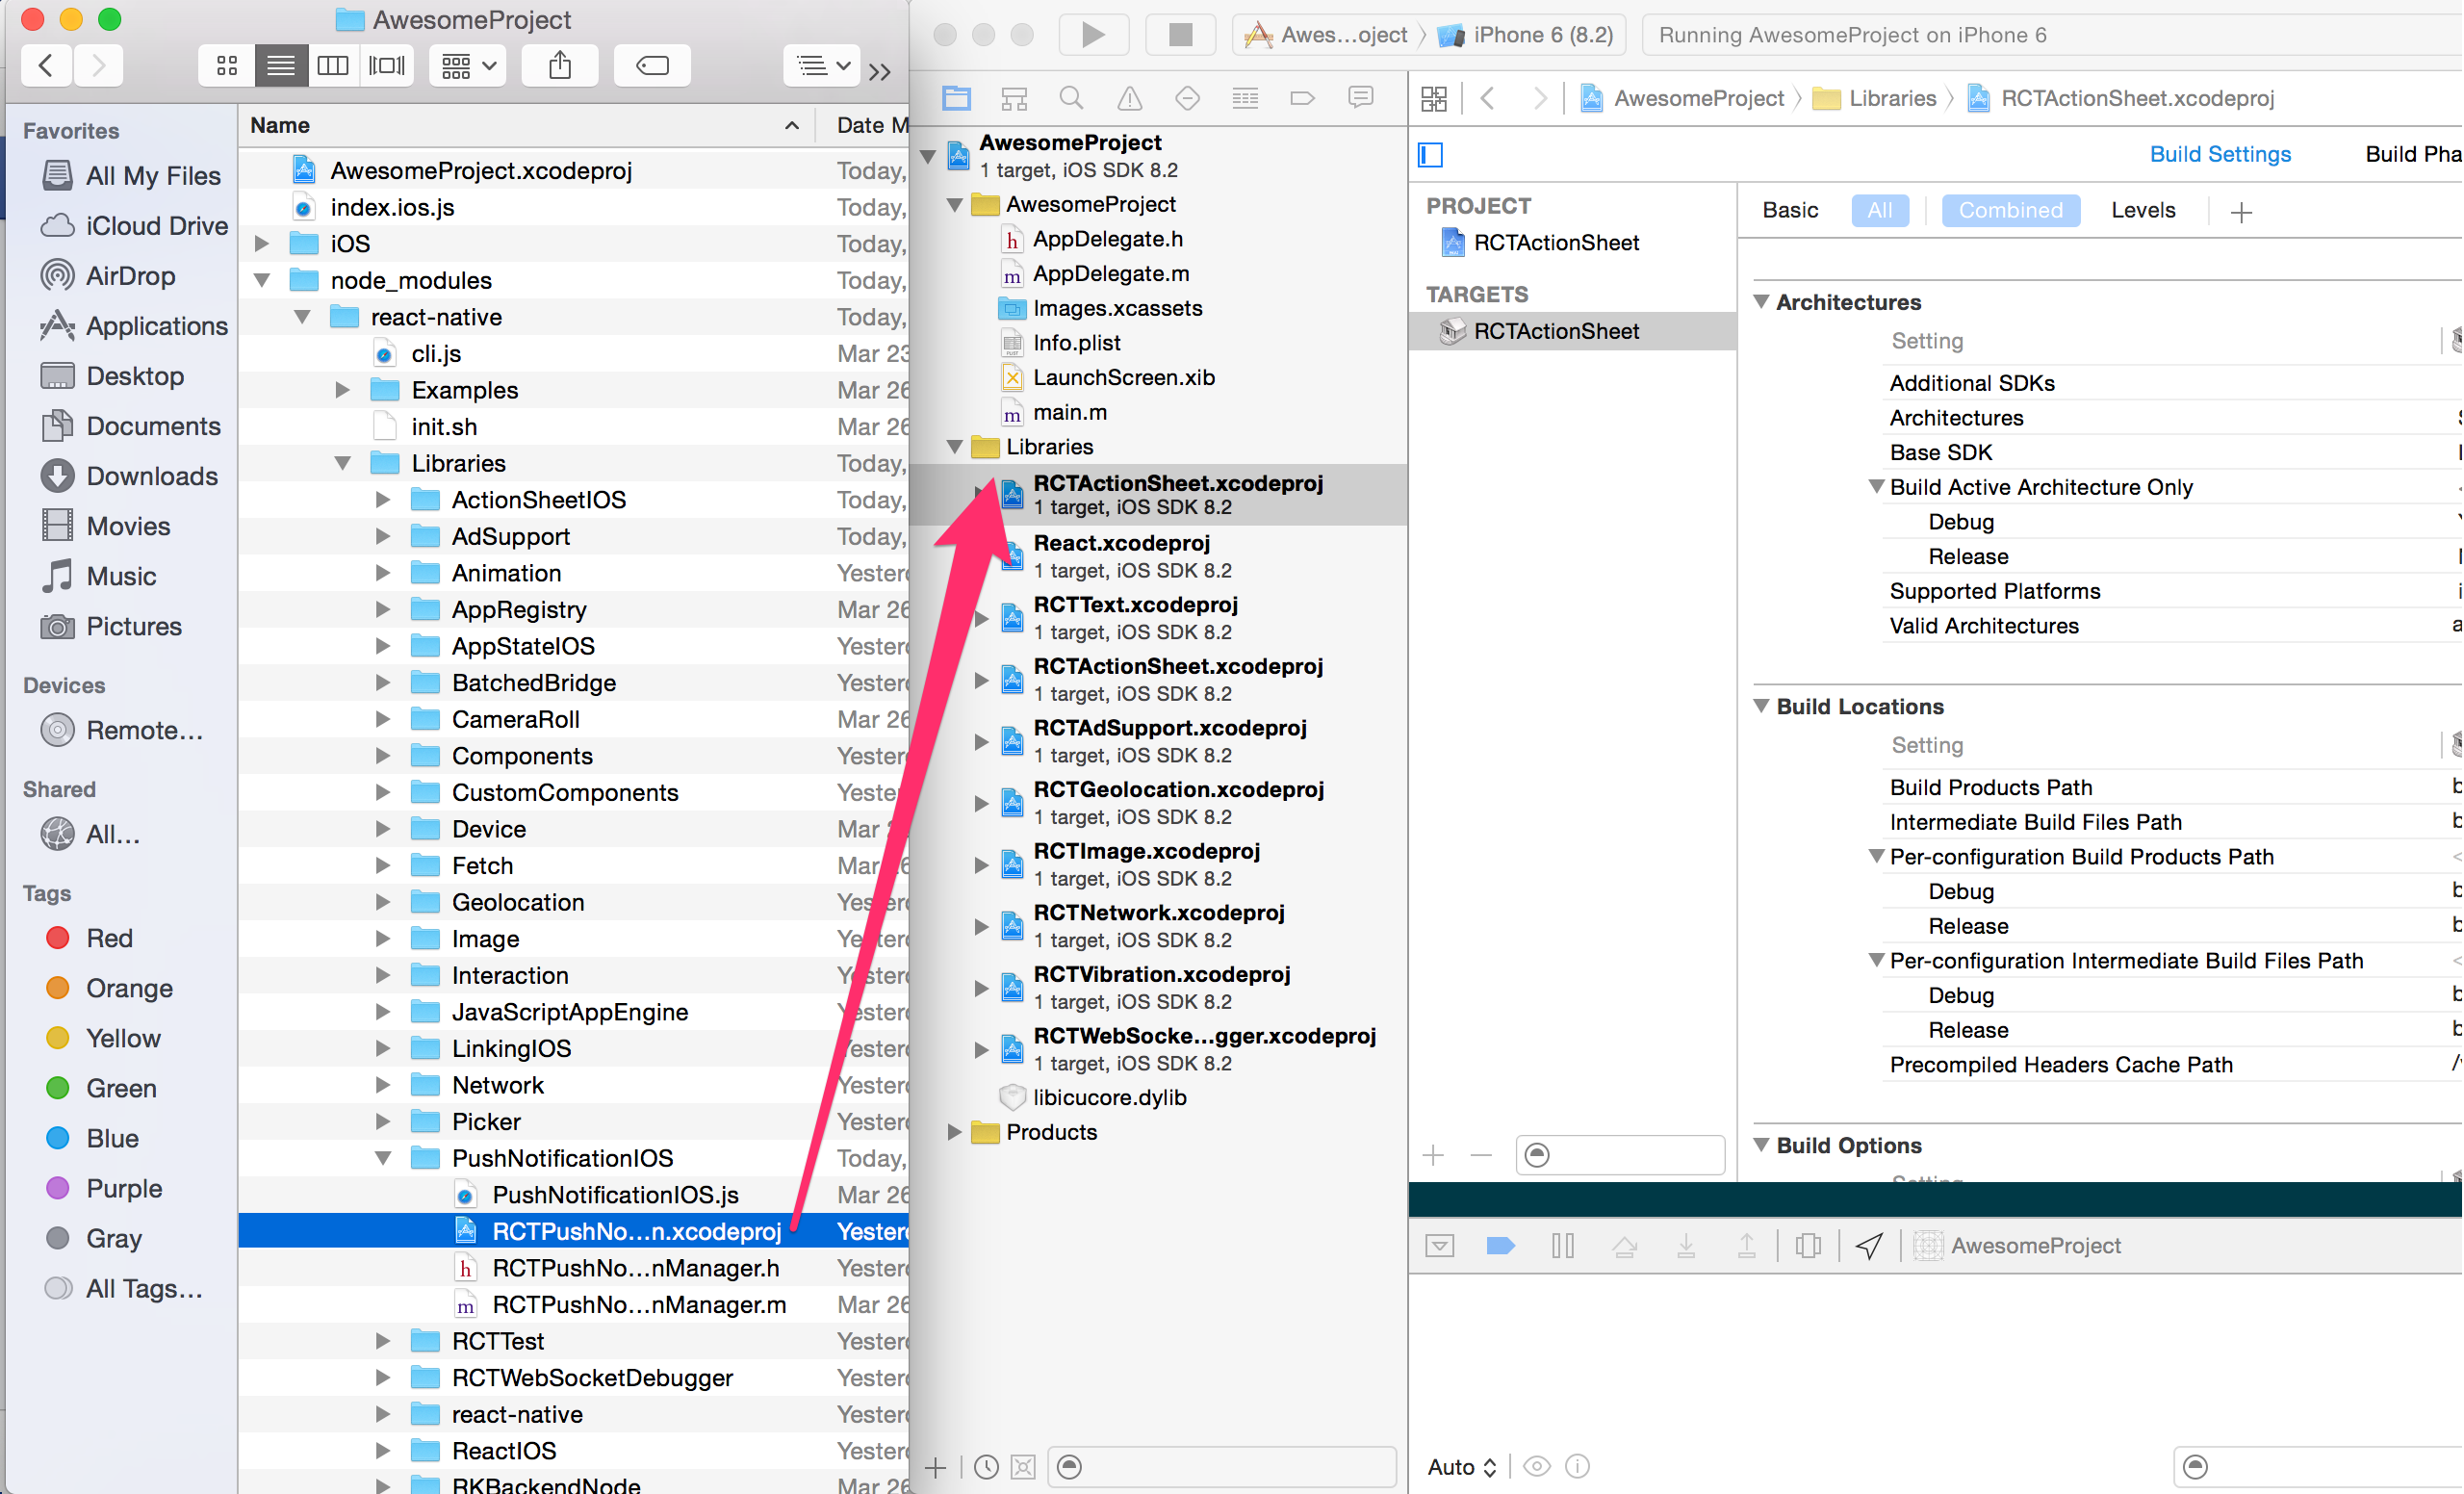 AwesomeProject
Favorites
All My Files
iCloud Drive
AirDrop
Applications
Desktop
Documents
Downloads
Movies
Music
Pictures
Devices
Remote...
Shared
All...
Tags
Red
Orange
Yellow
Green
Blue
Purple
Gray
All Tags...
Name Date M
AwesomeProject.xcodeproj Today,
index.ios.js Today,
iOS Today,
node_modules Today,
react-native Today,
cli.js Mar 23
Examples Mar 26
init.sh Mar 26
Libraries Today,
ActionSheetIOS Today,
AdSupport Today,
Animation Yester
AppRegistry Mar 26
AppStateIOS Yester
BatchedBridge Yester
CameraRoll Mar 26
Components Yester
CustomComponents Yester
Device Mar
Fetch Mar
Geolocation
Image
Interaction
JavaScriptAppEngine
LinkingIOS Yester
Network Yester
Picker Yester
PushNotificationIOS Today,
PushNotificationIOS.js Mar 26
RCTPushNo...n.xcodeproj Yester
RCTPushNo...nManager.h Yester
RCTPushNo...nManager.m Mar 26
RCTTest Yester
RCTWebSocketDebugger Yester
react-native Yester
ReactIOS Yester
RKBackendNode
Awes...oject iPhone 6 (8.2)
Running AwesomeProject on iPhone 6
AwesomeProject
1 target, iOS SDK 8.2
AwesomeProject
h AppDelegate.h
m AppDelegate.m
Images.xcassets
Info.plist
LaunchScreen.xib
m main.m
Libraries
RCTActionSheet.xcodeproj
1 target, iOS SDK 8.2
React.xcodeproj
1 target, iOS SDK 8.2
RCTText.xcodeproj
1 target, iOS SDK 8.2
RCTActionSheet.xcodeproj
1 target, iOS SDK 8.2
RCTAdSupport.xcodeproj
1 target, iOS SDK 8.2
RCTGeolocation.xcodeproj
1 target, iOS SDK 8.2
RCTImage.xcodeproj
1 target, iOS SDK 8.2
RCTNetwork.xcodeproj
1 target, iOS SDK 8.2
RCTVibration.xcodeproj
1 target, iOS SDK 8.2
RCTWebSocke...gger.xcodeproj
1 target, iOS SDK 8.2
libicucore.dylib
Products
AwesomeProject Libraries RCTActionSheet.xcodeproj
Build Settings Build Pha
PROJECT
RCTActionSheet
TARGETS
RCTActionSheet
Basic All Combined Levels +
Architectures
Setting
Additional SDKs
Architectures
Base SDK
Build Active Architecture Only
Debug
Release
Supported Platforms
Valid Architectures
Build Locations
Setting
Build Products Path
Intermediate Build Files Path
Per-configuration Build Products Path
Debug
Release
Per-configuration Intermediate Build Files Path
Debug
Release
Precompiled Headers Cache Path
Build Options
AwesomeProject
Auto